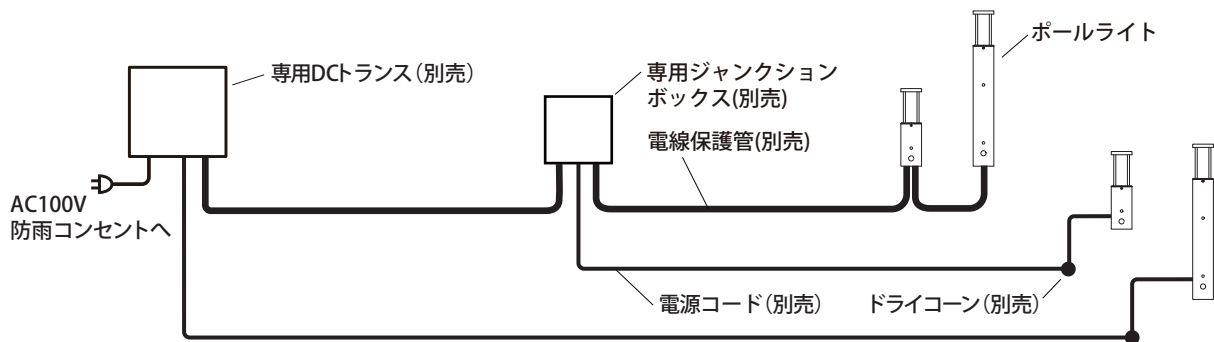 専用DCトランス（別売）
専用ジャンクション
ボックス(別売)
ポールライト
電線保護管(別売)
AC100V
防雨コンセントへ
電源コード（別売）
ドライコーン（別売）